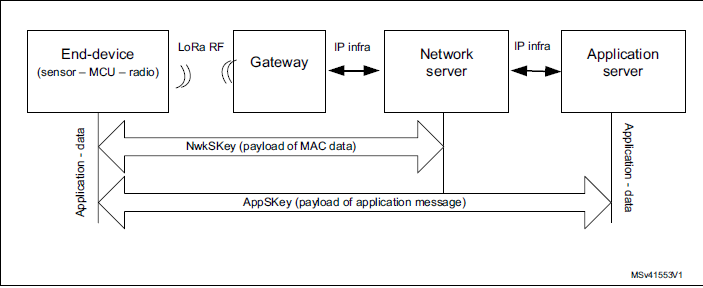 End-device
(sensor – MCU – radio)
LoRa RF
Gateway
IP infra
Network
server
IP infra
Application
server
NwkSKey (payload of MAC data)
AppSKey (payload of application message)
Application - data
Application - data
MSv41553V1